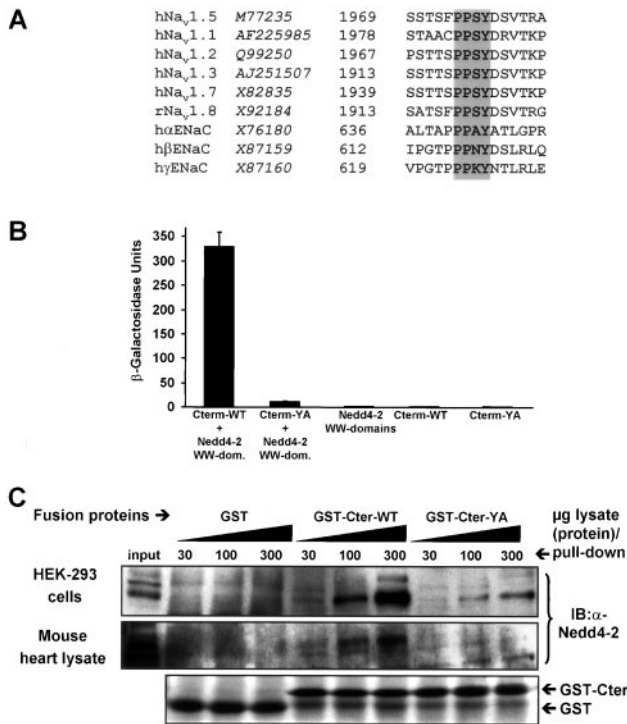 A
hNav1.5 M77235 1969 SSTSFPPSYDSVTRA
hNav1.1 AF225985 1978 STAACPPSYDRVTKP
hNav1.2 Q99250 1967 PSTTSPPSYDSVTKP
hNav1.3 AJ251507 1913 SSTSPPSYDSVTKP
hNav1.7 X82835 1939 SSTSPPSYDSVTKP
rNav1.8 X92184 1913 SATSFPPSYDSVTRG
hαENaC X76180 636 ALTAPPPAYATLGPR
hβENaC X87159 612 IPGTPPPNYDSLRLQ
hγENaC X87160 619 VPGTPPPKYNTLRLE
B
β-Galactosidase Units
350
300
250
200
150
100
50
0
Cterm-WT + Nedd4-2 WW-dom.
Cterm-YA + Nedd4-2 WW-dom.
Nedd4-2 WW-domains
Cterm-WT
Cterm-YA
C
Fusion proteins → GST GST-Cter-WT GST-Cter-YA µg lysate (protein)/ pull-down
input 30 100 300 30 100 300 30 100 300 ←
HEK-293 cells
Mouse heart lysate
IB:α-Nedd4-2
←GST-Cter
←GST